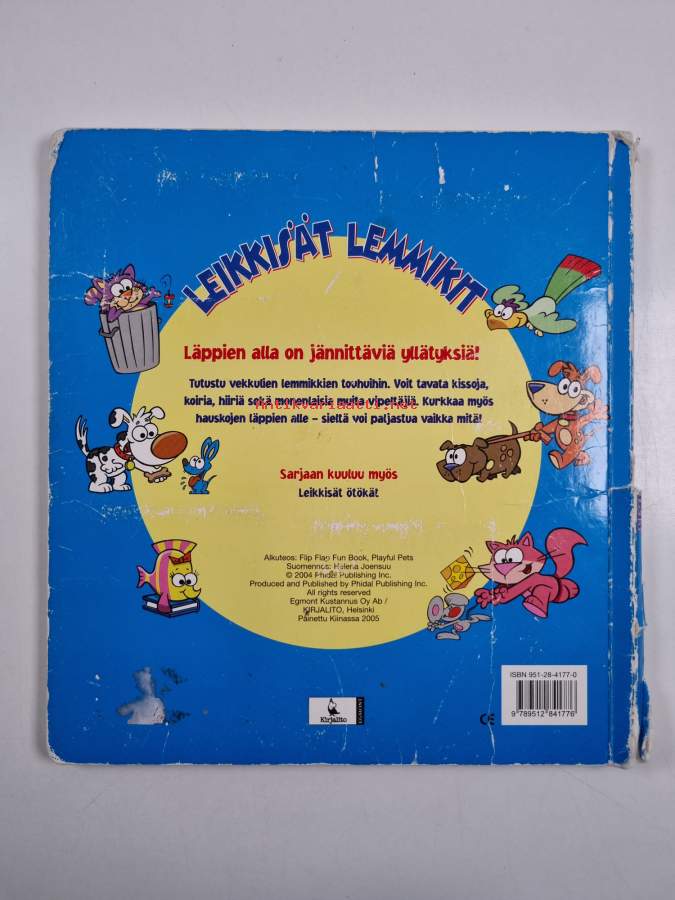 LEIKKISÄT LEMMIKIT
Läppien alla on jännittäviä yllätyksiä!
Tutustu vekkulien lemmikkien touhuihin. Voit tavata kissoja,
koiria, hiiriä sekä monenlaisia muita vipeltäjiä. Kurkkaa myös
hauskojen läppien alle – sieltä voi paljastua vaikka mitä!
Antikvariaatti.net
Sarjaan kuuluu myös
Leikkisät ötökät
Alkuteos: Flip Flap Fun Book, Playful Pets
Suomennos: Helena Joensuu
© 2004 Phidal Publishing Inc.
Produced and Published by Phidal Publishing Inc.
All rights reserved
Egmont Kustannus Oy Ab /
KIRJALITO, Helsinki
Painettu Kiinassa 2005
ISBN 951-28-4177-0
9 789512 841776
CE
Kirjalito
EGMONT